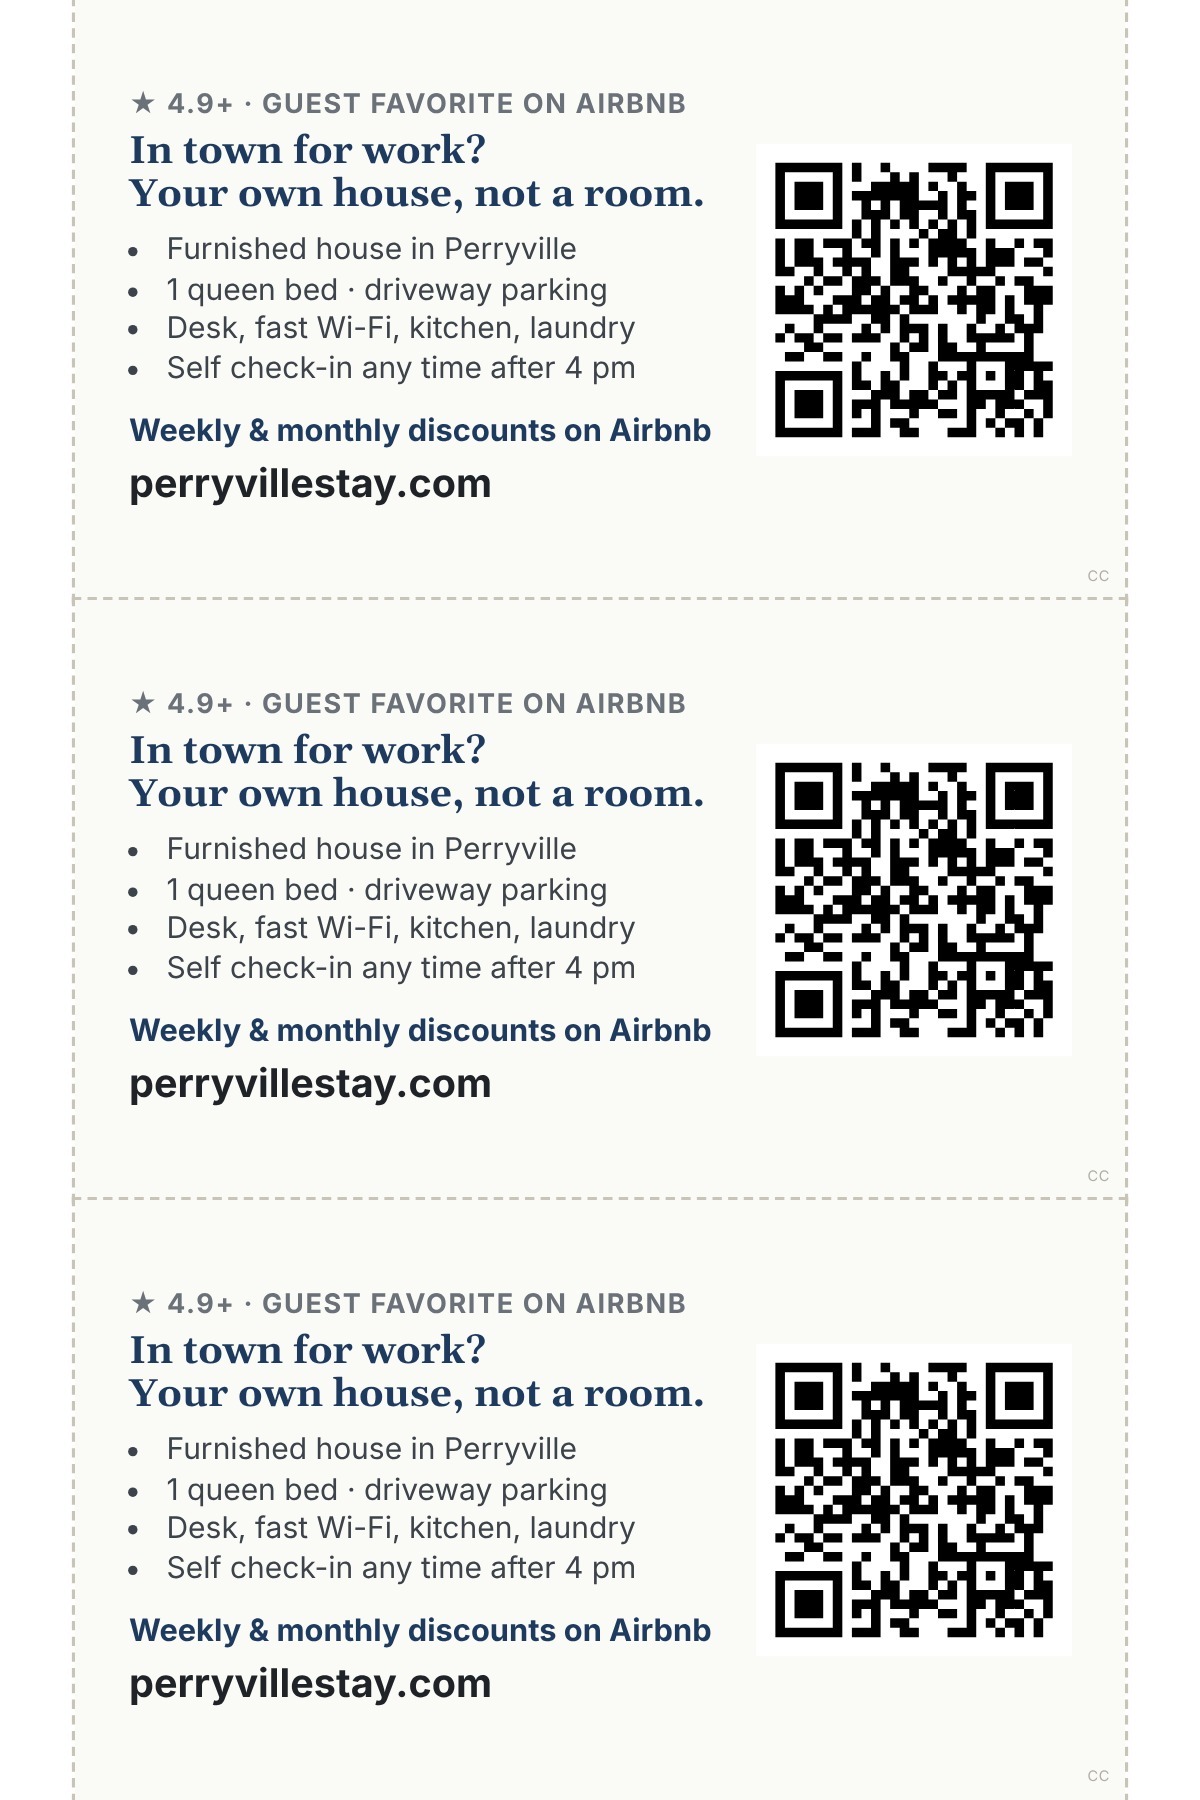 ★ 4.9+ · GUEST FAVORITE ON AIRBNB
In town for work?
Your own house, not a room.
• Furnished house in Perryville
• 1 queen bed · driveway parking
• Desk, fast Wi-Fi, kitchen, laundry
• Self check-in any time after 4 pm
Weekly & monthly discounts on Airbnb
perryvillestay.com
CC
★ 4.9+ · GUEST FAVORITE ON AIRBNB
In town for work?
Your own house, not a room.
• Furnished house in Perryville
• 1 queen bed · driveway parking
• Desk, fast Wi-Fi, kitchen, laundry
• Self check-in any time after 4 pm
Weekly & monthly discounts on Airbnb
perryvillestay.com
CC
★ 4.9+ · GUEST FAVORITE ON AIRBNB
In town for work?
Your own house, not a room.
• Furnished house in Perryville
• 1 queen bed · driveway parking
• Desk, fast Wi-Fi, kitchen, laundry
• Self check-in any time after 4 pm
Weekly & monthly discounts on Airbnb
perryvillestay.com
CC